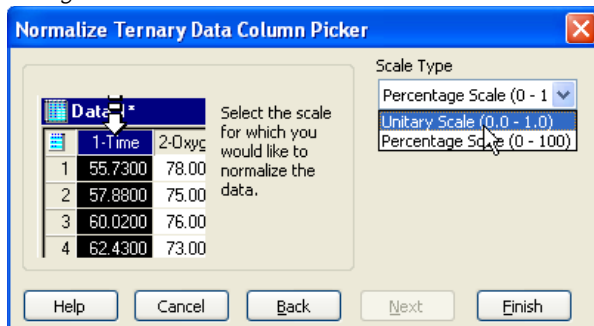 Normalize Ternary Data Column Picker
Scale Type
Percentage Scale (0 - 1
Unitary Scale (0.0 - 1.0)
Percentage Scale (0 - 100)
Select the scale
for which you
would like to
normalize the
data.
1-Time 2-Oxyg
1 55.7300 78.00
2 57.8800 75.00
3 60.0200 76.00
4 62.4300 73.00
Help Cancel Back Next Finish